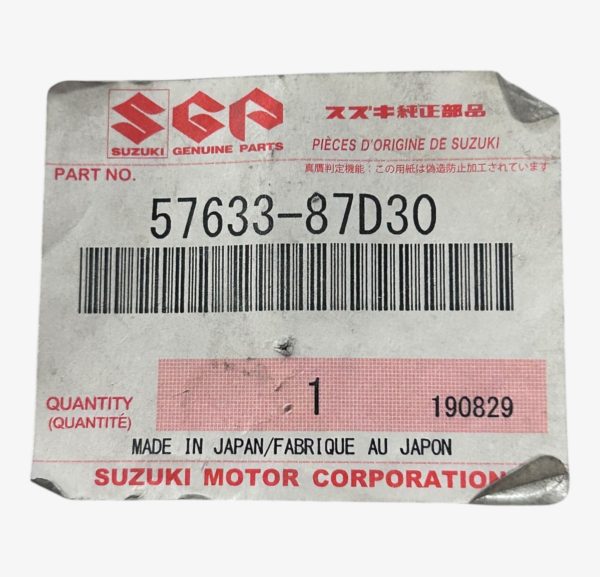 SGP
SUZUKI GENUINE PARTS
スズキ純正部品
PIÈCES D'ORIGINE DE SUZUKI
真贋判定機能：この用紙は偽造防止加工されています
PART NO.
57633-87D30
QUANTITY
(QUANTITÉ)
1
190829
MADE IN JAPAN/FABRIQUE AU JAPON
SUZUKI MOTOR CORPORATION